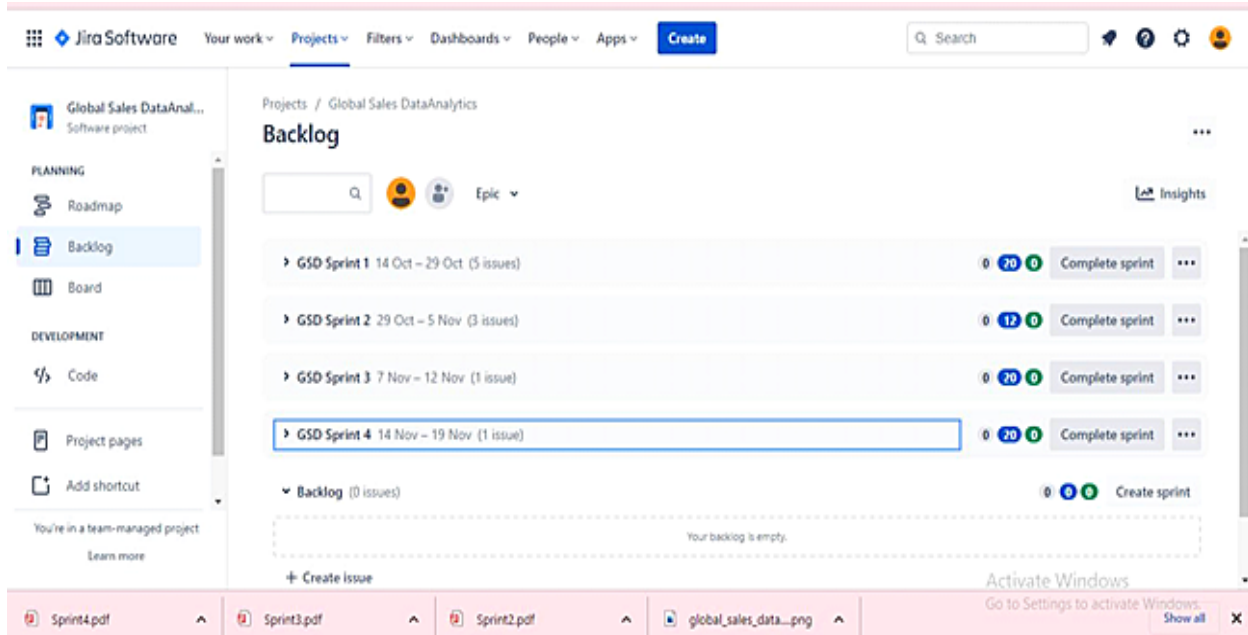 Jira Software Your work Projects Filters Dashboards People Apps Create Search
Global Sales DataAnal...
Software project
PLANNING
Roadmap
Backlog
Board
DEVELOPMENT
Code
Project pages
Add shortcut
You're in a team-managed project
Learn more
Projects / Global Sales DataAnalytics
Backlog
Epic Insights
GSD Sprint 1 14 Oct – 29 Oct (5 issues) 0 20 0 Complete sprint
GSD Sprint 2 29 Oct – 5 Nov (3 issues) 0 12 0 Complete sprint
GSD Sprint 3 7 Nov – 12 Nov (1 issue) 0 20 0 Complete sprint
GSD Sprint 4 14 Nov – 19 Nov (1 issue) 0 20 0 Complete sprint
Backlog (0 issues) 0 0 0 Create sprint
Your backlog is empty.
+ Create issue
Activate Windows
Go to Settings to activate Windows.
Sprint4.pdf Sprint3.pdf Sprint2.pdf global_sales_data....png Show all